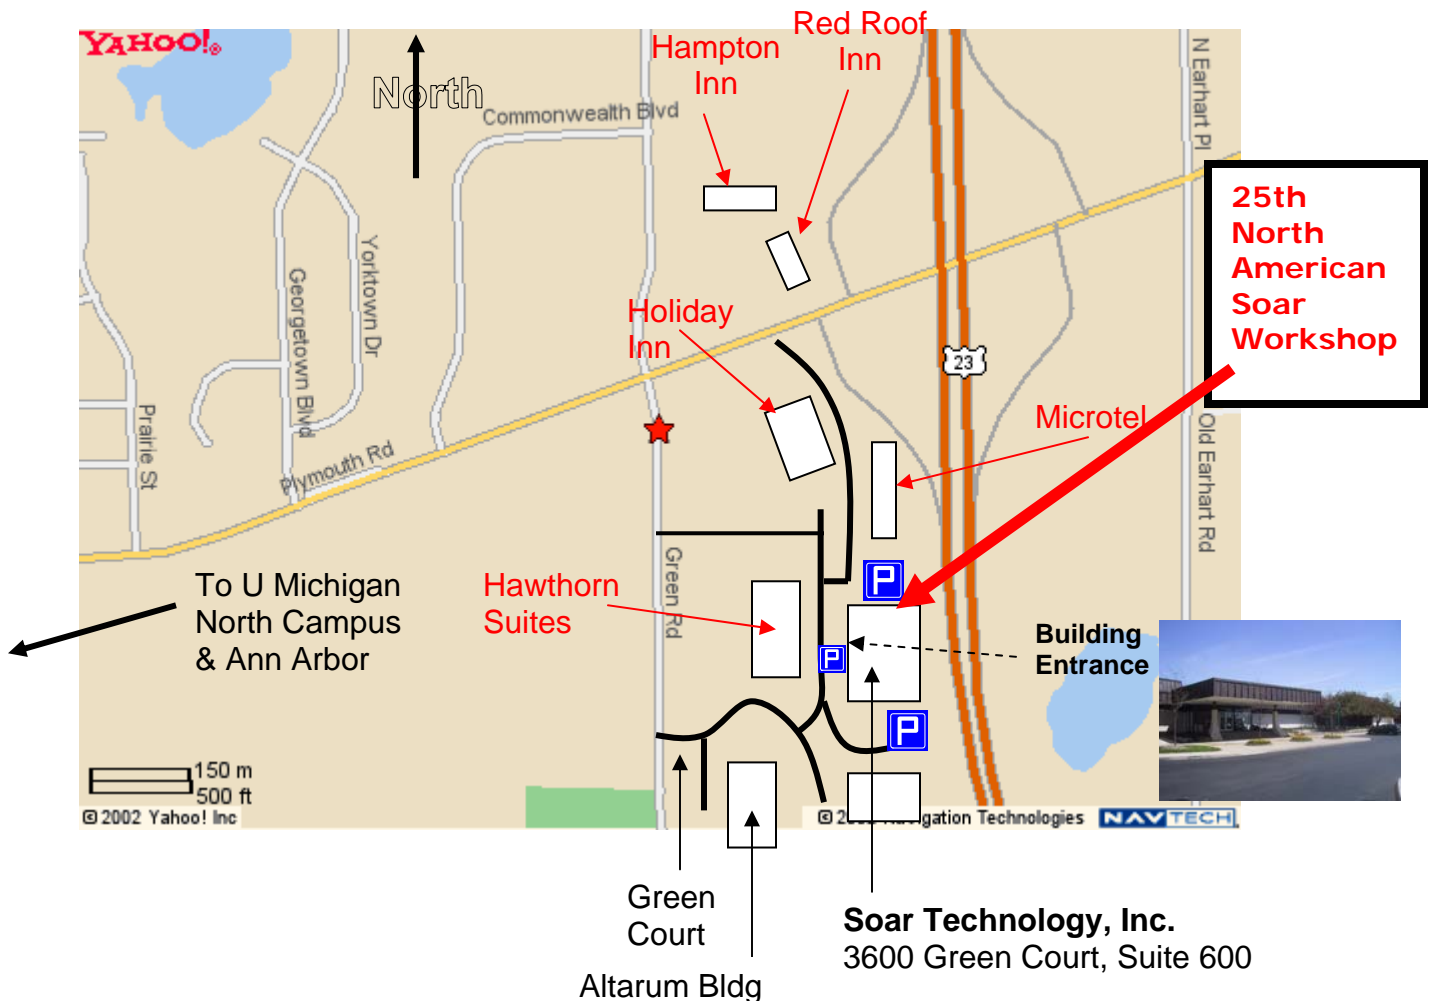 YAHOO!®
North
Hampton
Inn
Red Roof
Inn
N Earhart Pl
Commonwealth Blvd
25th
North
American
Soar
Workshop
Yorktown Dr
Georgetown Blvd
Holiday
Inn
23
Prairie St
Plymouth Rd
Microtel
Old Earhart Rd
To U Michigan
North Campus
& Ann Arbor
Hawthorn
Suites
Green Rd
P
P
P
Building
Entrance
150 m
500 ft
© 2002 Yahoo! Inc
gation Technologies
NAVTECH
Green
Court
Altarum Bldg
Soar Technology, Inc.
3600 Green Court, Suite 600